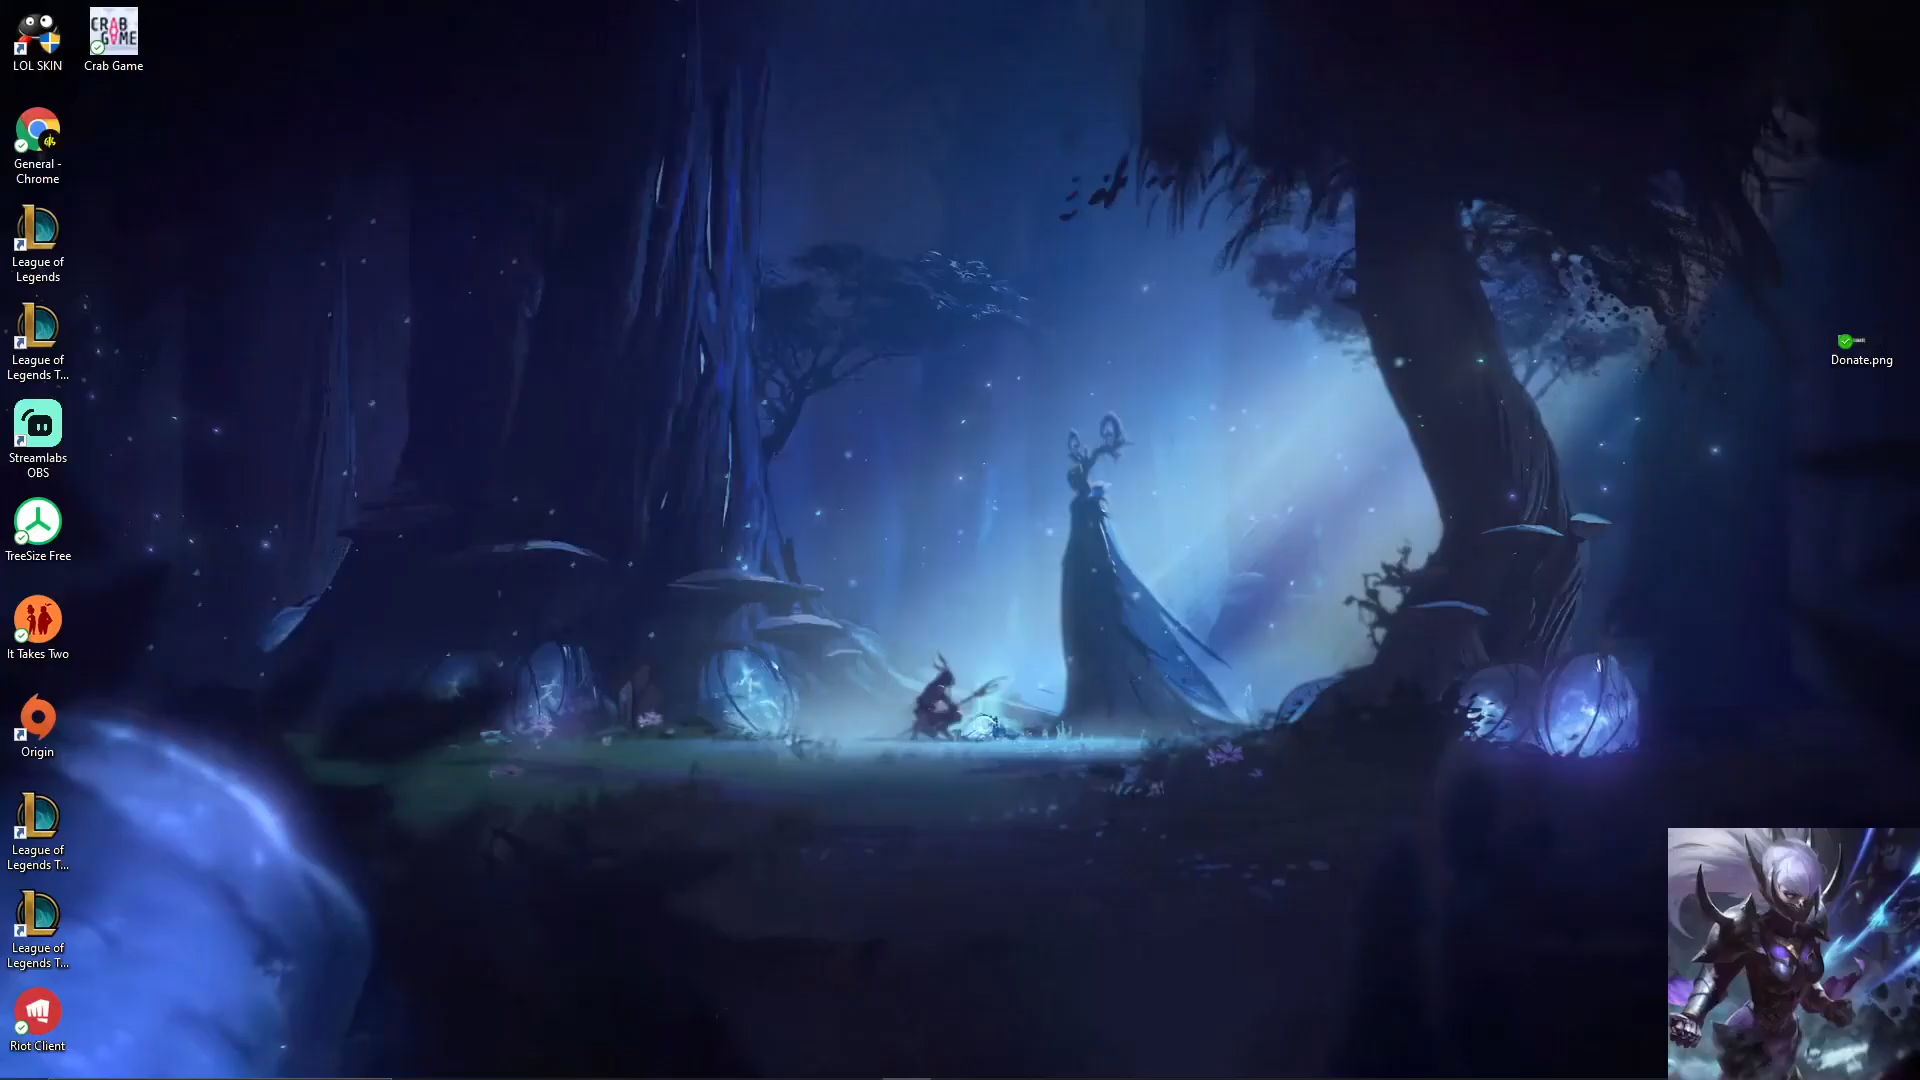 LOL SKIN
CRAB
GAME
Crab Game
General -
Chrome
League of
Legends
League of
Legends T...
Streamlabs
OBS
TreeSize Free
It Takes Two
Origin
League of
Legends T...
League of
Legends T...
Riot Client
Donate.png